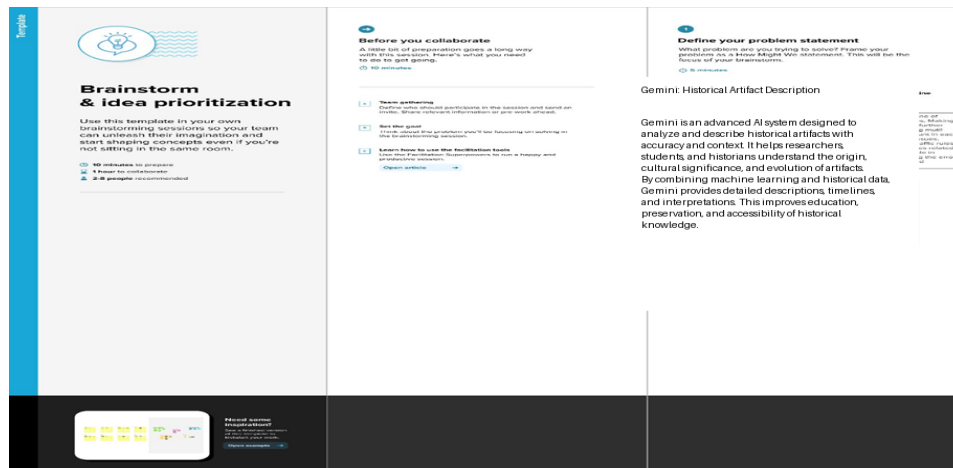 Template
Brainstorm
& idea prioritization
Use this template in your own
brainstorming sessions so your team
can unleash their imagination and
start shaping concepts even if you're
not sitting in the same room.
10 minutes to prepare
1 hour to collaborate
2-8 people recommended
Need some
inspiration?
See a finished version
of this template to
kickstart your work.
Open example
Before you collaborate
A little bit of preparation goes a long way
with this session. Here's what you need
to do to get going.
10 minutes
Team gathering
Define who should participate in the session and send an
invite. Share relevant information or pre-work ahead.
Set the goal
Think about the problem you'll be focusing on solving in
the brainstorming session.
Learn how to use the facilitation tools
Use the Facilitation Superpowers to run a happy and
productive session.
Open article
1
Define your problem statement
What problem are you trying to solve? Frame your
problem as a How Might We statement. This will be the
focus of your brainstorm.
5 minutes
Gemini: Historical Artifact Description
Gemini is an advanced AI system designed to
analyze and describe historical artifacts with
accuracy and context. It helps researchers,
students, and historians understand the origin,
cultural significance, and evolution of artifacts.
By combining machine learning and historical data,
Gemini provides detailed descriptions, timelines,
and interpretations. This improves education,
preservation, and accessibility of historical
knowledge.